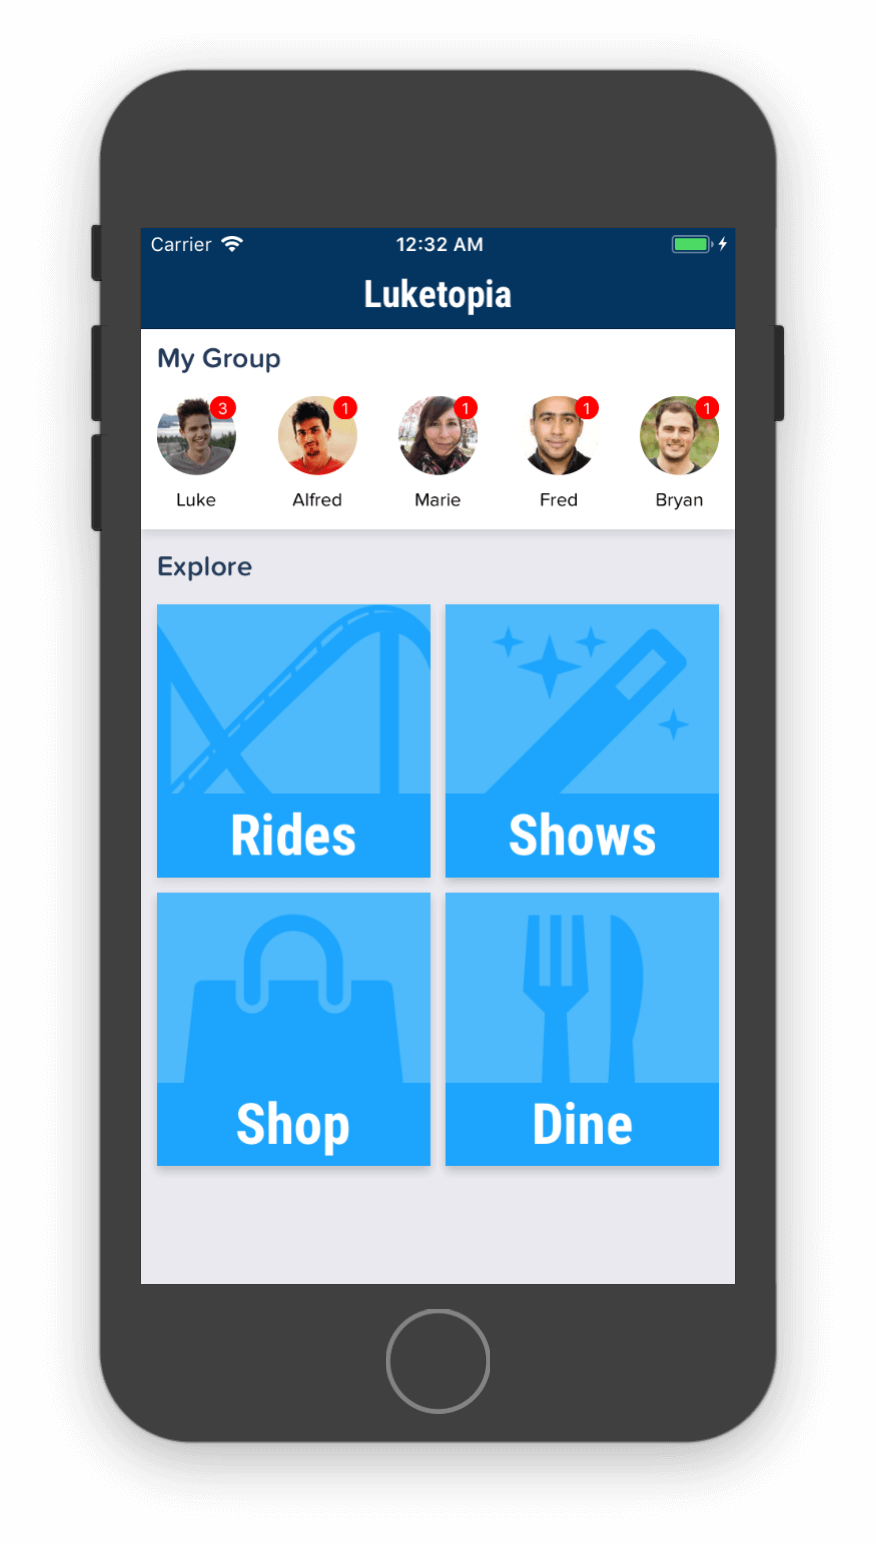 Carrier 12:32 AM
Luketopia
My Group
3 1 1 1 1
Luke Alfred Marie Fred Bryan
Explore
Rides Shows
Shop Dine